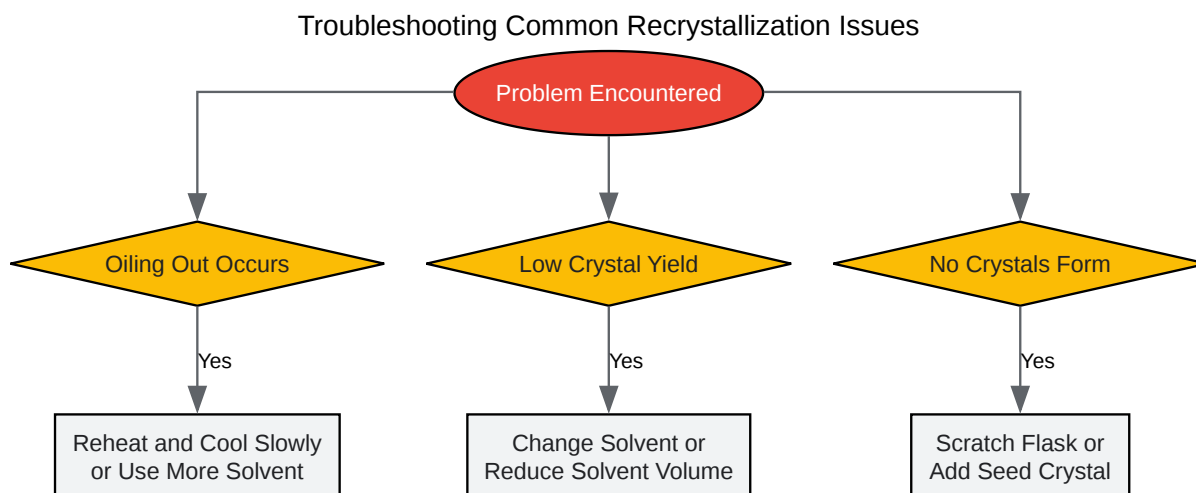 Troubleshooting Common Recrystallization Issues
Problem Encountered
Oiling Out Occurs
Low Crystal Yield
No Crystals Form
Yes
Yes
Yes
Reheat and Cool Slowly
or Use More Solvent
Change Solvent or
Reduce Solvent Volume
Scratch Flask or
Add Seed Crystal